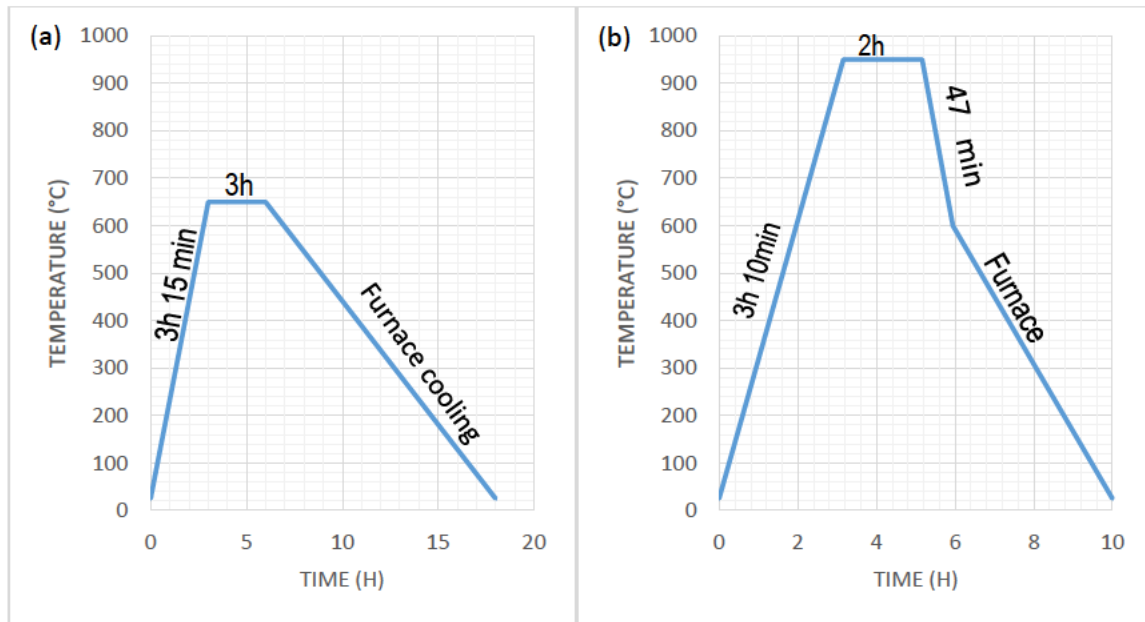 (a)
1000
900
800
700
600
500
400
300
200
100
0
TEMPERATURE (°C)
3h 15 min
3h
Furnace cooling
0 5 10 15 20
TIME (H)
(b)
1000
900
800
700
600
500
400
300
200
100
0
TEMPERATURE (°C)
3h 10min
2h
47 min
Furnace
0 2 4 6 8 10
TIME (H)